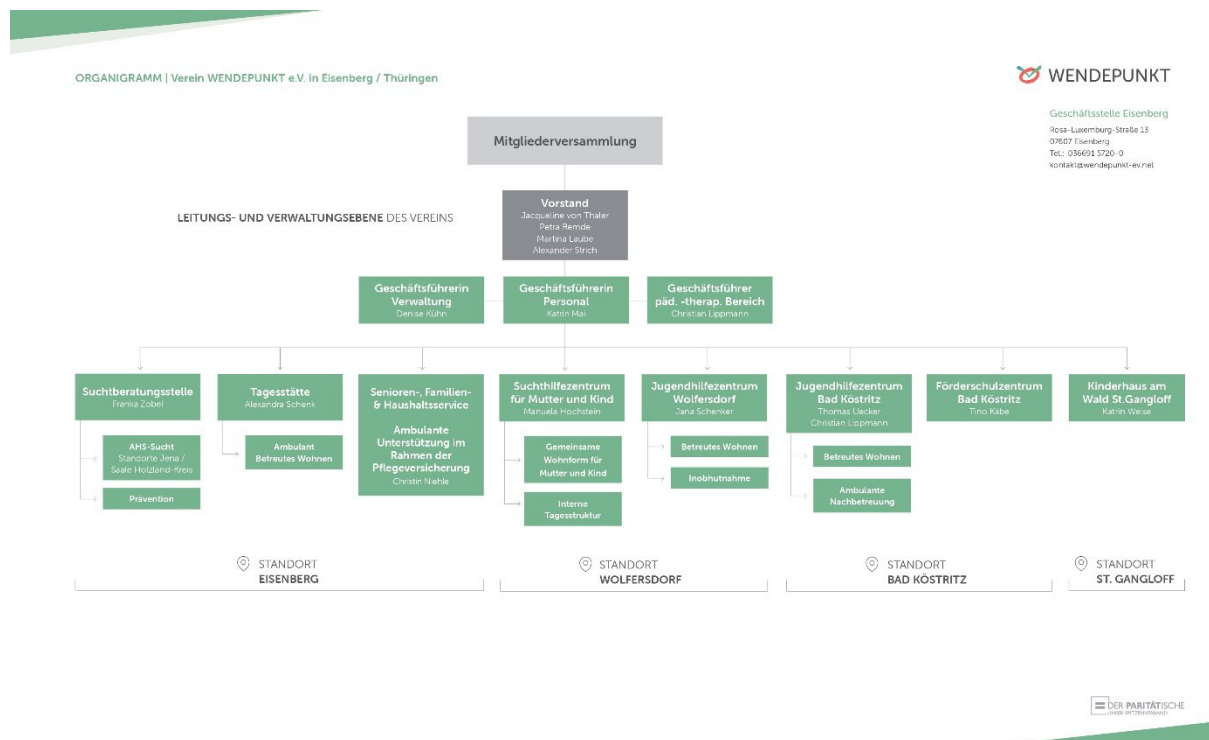 ORGANIGRAMM | Verein WENDEPUNKT e.V. in Eisenberg / Thüringen
WENDEPUNKT
Geschäftsstelle Eisenberg
Rosa-Luxemburg-Straße 13
07607 Eisenberg
Tel.: 036691 5720-0
kontakt@wendepunkt-ev.net
Mitgliederversammlung
LEITUNGS- UND VERWALTUNGSEBENE DES VEREINS
Vorstand
Jacqueline von Thaler
Petra Remde
Martina Laube
Alexander Strich
Geschäftsführerin
Verwaltung
Denise Kühn
Geschäftsführerin
Personal
Katrin Mai
Geschäftsführer
päd. -therap. Bereich
Christian Lippmann
Suchtberatungsstelle
Franka Zobel
AHS-Sucht
Standorte Jena /
Saale Holzland-Kreis
Prävention
Tagesstätte
Alexandra Schenk
Ambulant
Betreutes Wohnen
Senioren-, Familien-
& Haushaltsservice
Ambulante
Unterstützung im
Rahmen der
Pflegeversicherung
Christin Niehle
Suchthilfezentrum
für Mutter und Kind
Manuela Hochstein
Gemeinsame
Wohnform für
Mutter und Kind
Interne
Tagesstruktur
Jugendhilfezentrum
Wolfersdorf
Jana Schenker
Betreutes Wohnen
Inobhutnahme
Jugendhilfezentrum
Bad Köstritz
Thomas Uecker
Christian Lippmann
Betreutes Wohnen
Ambulante
Nachbetreuung
Förderschulzentrum
Bad Köstritz
Tino Käbe
Kinderhaus am
Wald St.Gangloff
Katrin Weise
STANDORT
EISENBERG
STANDORT
WOLFERSDORF
STANDORT
BAD KÖSTRITZ
STANDORT
ST. GANGLOFF
DER PARITÄTISCHE
UNSER SPITZENVERBAND